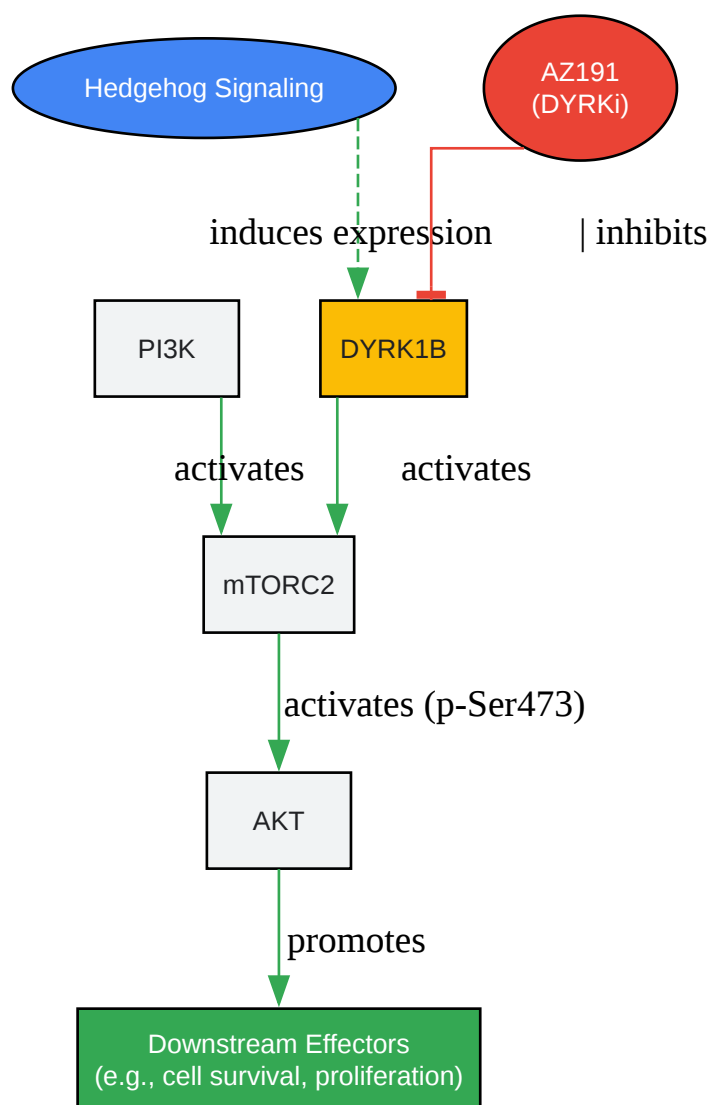 Hedgehog Signaling
AZ191
(DYRKi)
induces expression
| inhibits
PI3K
DYRK1B
activates
activates
mTORC2
activates (p-Ser473)
AKT
promotes
Downstream Effectors
(e.g., cell survival, proliferation)